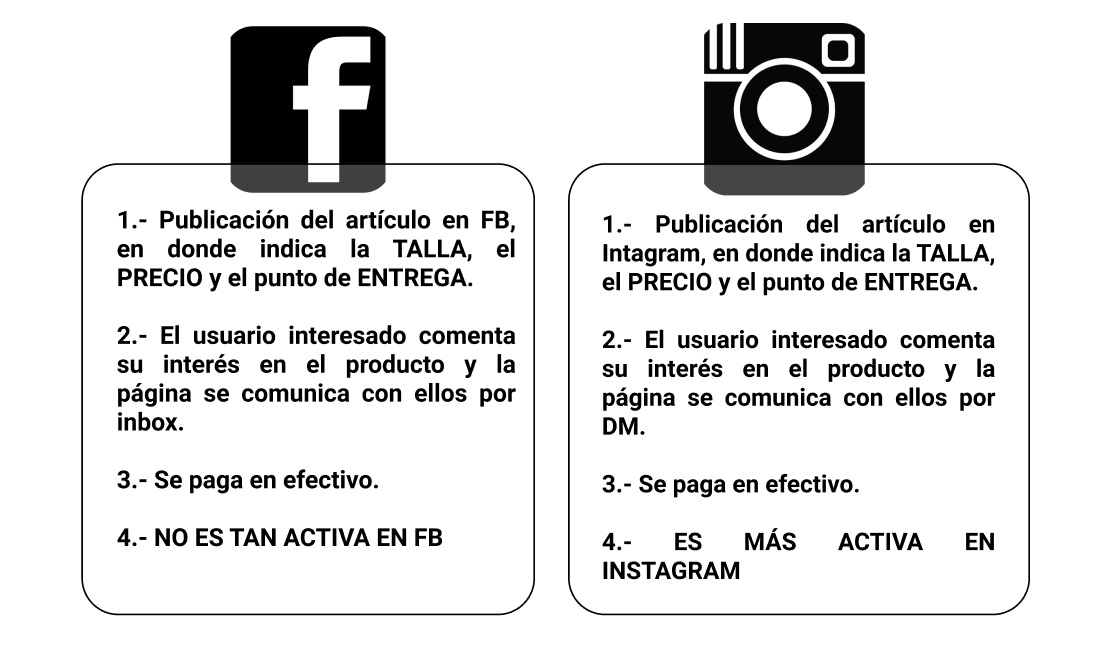 1.- Publicación del artículo en FB,
en donde indica la TALLA, el
PRECIO y el punto de ENTREGA.
2.- El usuario interesado comenta
su interés en el producto y la
página se comunica con ellos por
inbox.
3.- Se paga en efectivo.
4.- NO ES TAN ACTIVA EN FB
1.- Publicación del artículo en
Intagram, en donde indica la TALLA,
el PRECIO y el punto de ENTREGA.
2.- El usuario interesado comenta
su interés en el producto y la
página se comunica con ellos por
DM.
3.- Se paga en efectivo.
4.- ES MÁS ACTIVA EN
INSTAGRAM